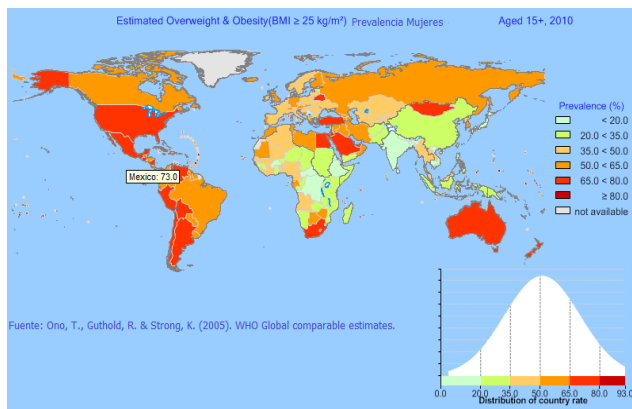 Estimated Overweight & Obesity(BMI ≥ 25 kg/m²) Prevalencia Mujeres Aged 15+, 2010
Prevalence (%)
< 20.0
20.0 < 35.0
35.0 < 50.0
50.0 < 65.0
65.0 < 80.0
≥ 80.0
not available
Mexico: 73.0
Fuente: Ono, T., Guthold, R. & Strong, K. (2005). WHO Global comparable estimates.
0.0 20.0 35.0 50.0 65.0 80.0 93.0
Distribution of country rate